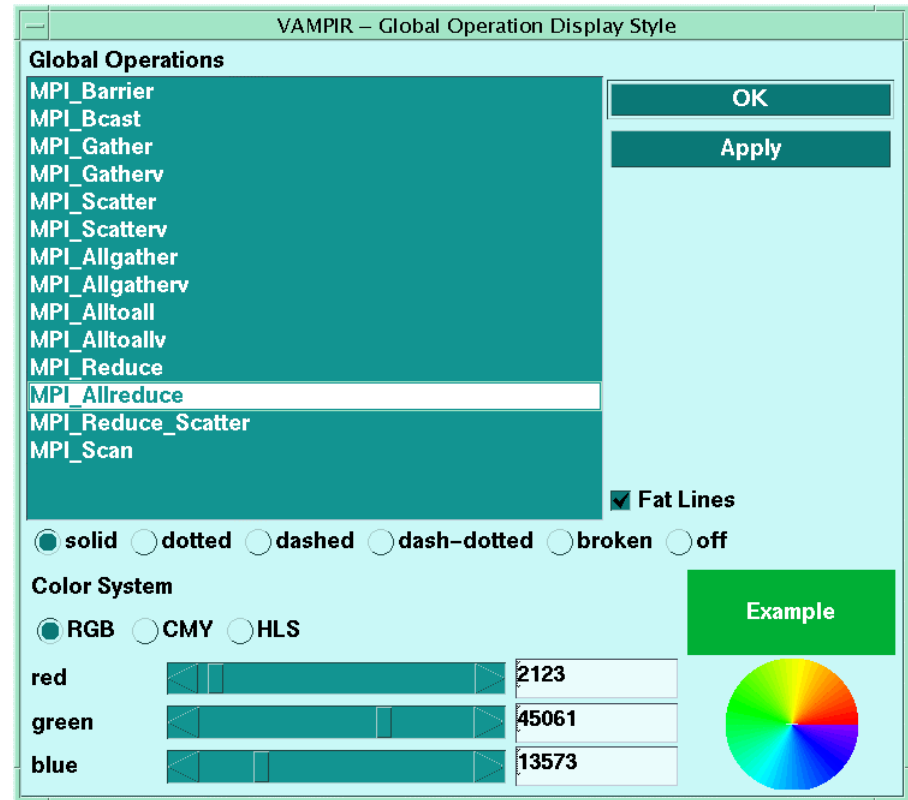 VAMPIR – Global Operation Display Style
Global Operations
MPI_Barrier
MPI_Bcast
MPI_Gather
MPI_Gatherv
MPI_Scatter
MPI_Scatterv
MPI_Allgather
MPI_Allgatherv
MPI_Alltoall
MPI_Alltoallv
MPI_Reduce
MPI_Allreduce
MPI_Reduce_Scatter
MPI_Scan
OK
Apply
Fat Lines
solid dotted dashed dash–dotted broken off
Color System
RGB CMY HLS
Example
red 2123
green 45061
blue 13573